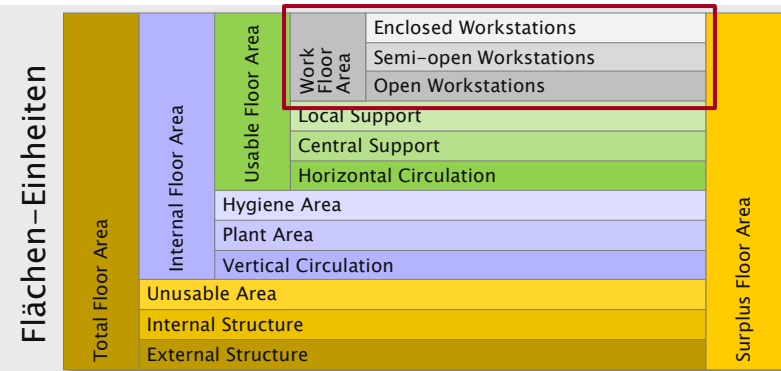 Flächen-Einheiten
Total Floor Area
Internal Floor Area
Usable Floor Area
Work
Floor
Area
Enclosed Workstations
Semi-open Workstations
Open Workstations
Local Support
Central Support
Horizontal Circulation
Hygiene Area
Plant Area
Vertical Circulation
Unusable Area
Internal Structure
External Structure
Surplus Floor Area